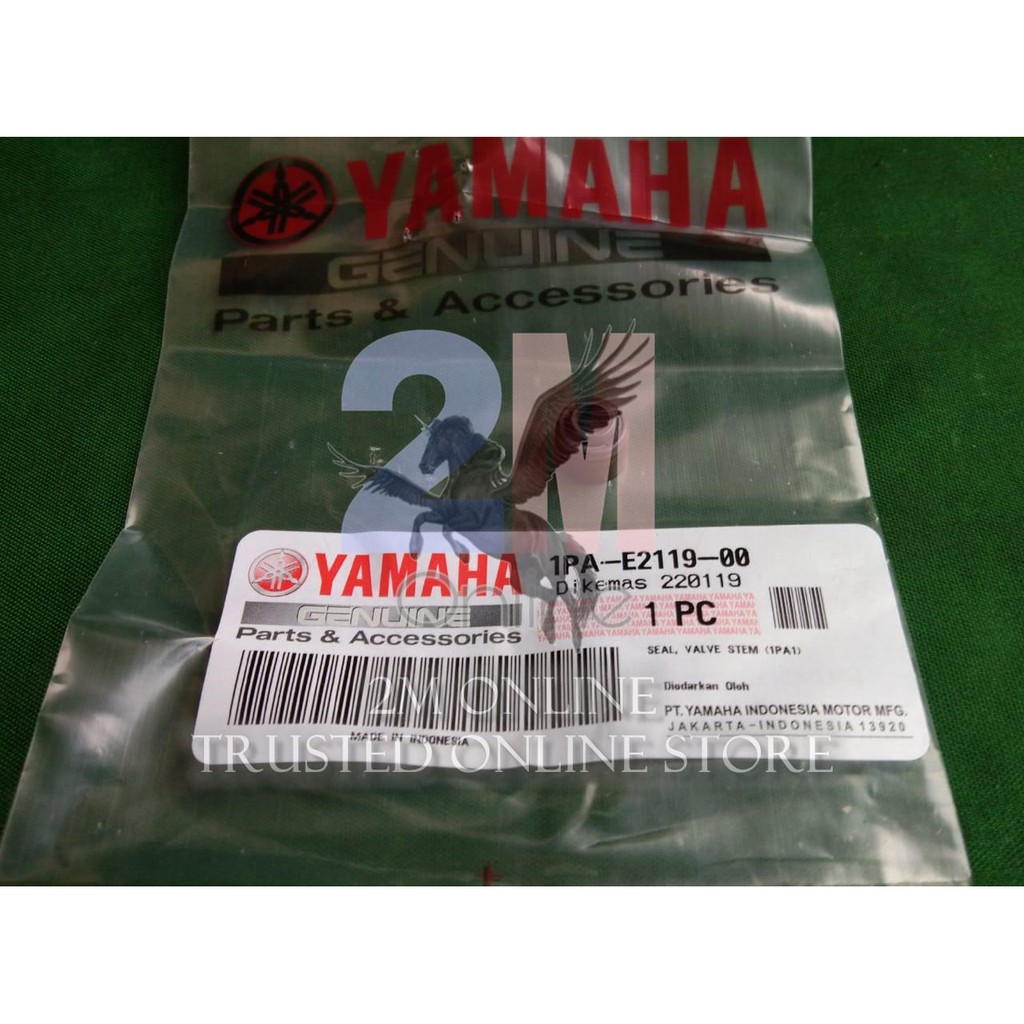 YAMAHA
GENUINE
Parts & Accessories
2M
Online
YAMAHA
GENUINE
Parts & Accessories
1PA-E2119-00
Dikemas 220119
1 PC
SEAL, VALVE STEM (1PA1)
Diedarkan Oleh
PT. YAMAHA INDONESIA MOTOR MFG.
JAKARTA-INDONESIA 13920
MADE IN INDONESIA
2M ONLINE
TRUSTED ONLINE STORE